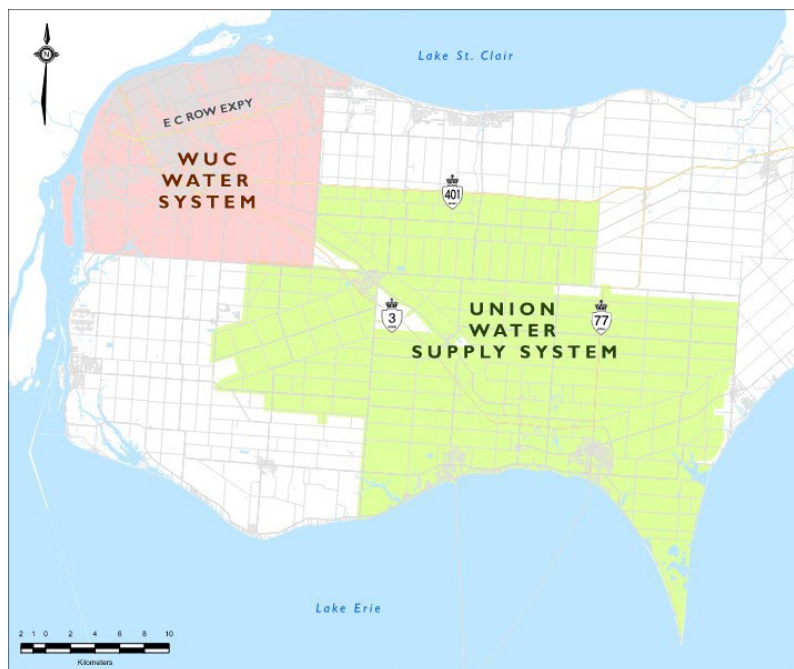 Lake St. Clair
N
E C ROW EXPY
WUC
WATER
SYSTEM
401
UNION
WATER
SUPPLY SYSTEM
3
77
Lake Erie
2 1 0 2 4 6 8 10
Kilometers